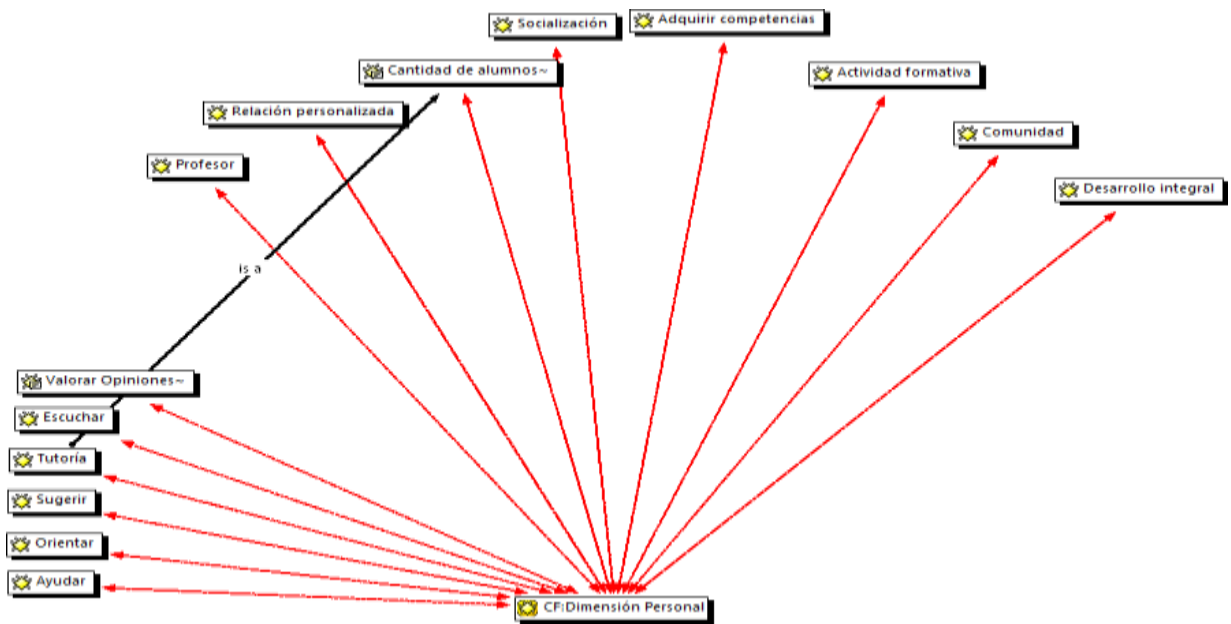 Socialización
Adquirir competencias
Cantidad de alumnos~
Actividad formativa
Relación personalizada
Comunidad
Profesor
Desarrollo integral
is a
Valorar Opiniones~
Escuchar
Tutoría
Sugerir
Orientar
Ayudar
CF:Dimensión Personal